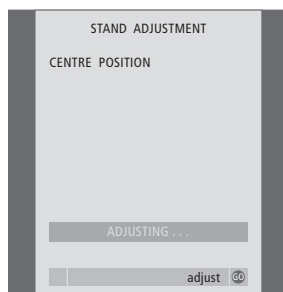 STAND ADJUSTMENT
CENTRE POSITION
ADJUSTING . . .
adjust GO